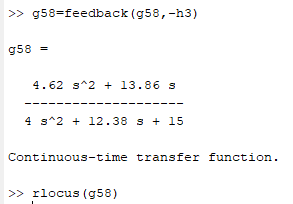 >> g58=feedback(g58,-h3)
g58 =
4.62 s^2 + 13.86 s
---------------------
4 s^2 + 12.38 s + 15
Continuous-time transfer function.
>> rlocus(g58)